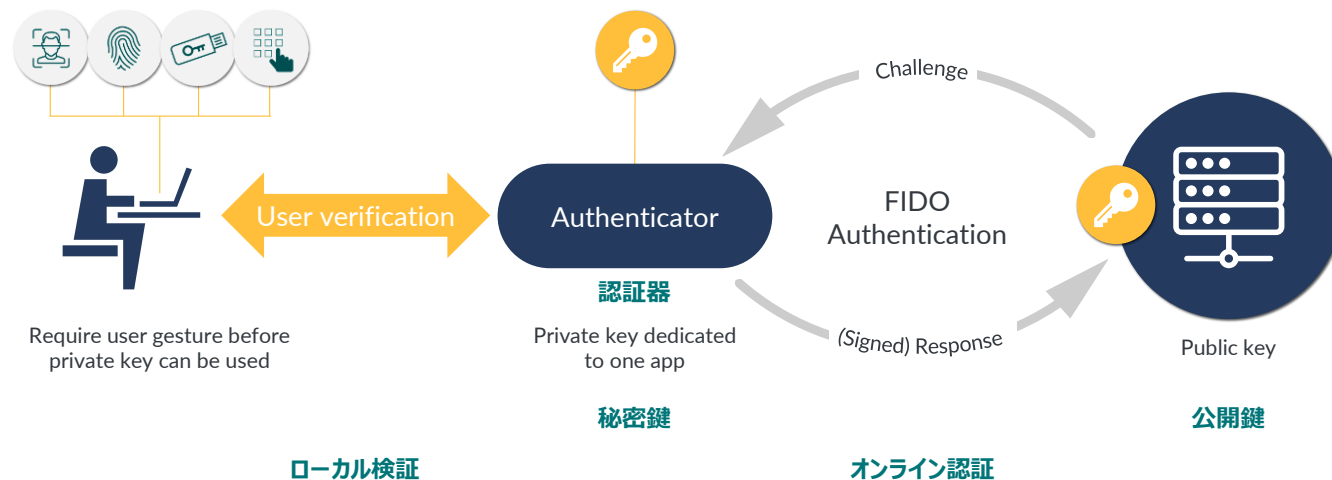 Challenge
User verification
Authenticator
FIDO
Authentication
認証器
Require user gesture before
private key can be used
Private key dedicated
to one app
(Signed) Response
Public key
秘密鍵
公開鍵
ローカル検証
オンライン認証